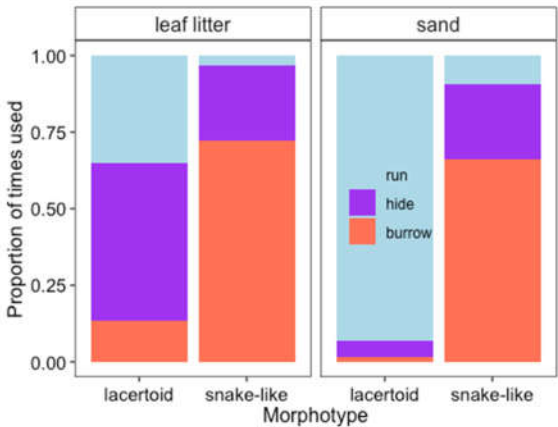 leaf litter
sand
Proportion of times used
1.00
0.75
0.50
0.25
0.00
run
hide
burrow
lacertoid
snake-like
lacertoid
snake-like
Morphotype